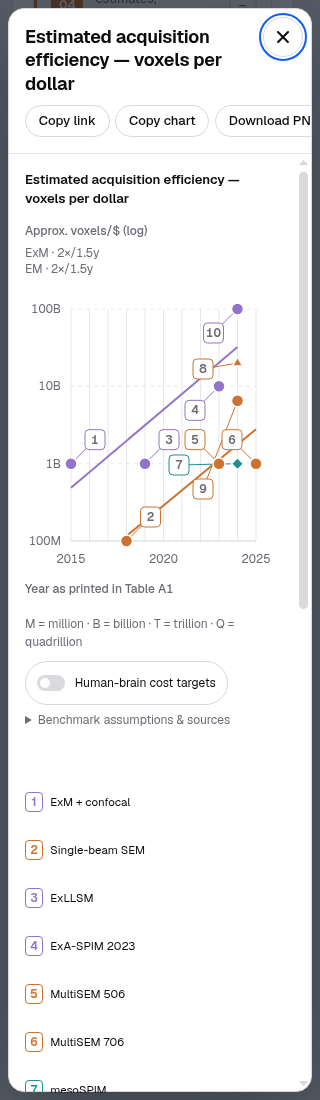 04
estimates,
Estimated acquisition
efficiency — voxels per
dollar
Copy link
Copy chart
Download PN
Estimated acquisition efficiency —
voxels per dollar
Approx. voxels/$ (log)
ExM · 2×/1.5y
EM · 2×/1.5y
100B
10
8
10B
4
1
3
5
6
1B
7
9
2
100M
2015
2020
2025
Year as printed in Table A1
M = million · B = billion · T = trillion · Q =
quadrillion
Human-brain cost targets
Benchmark assumptions & sources
1 ExM + confocal
2 Single-beam SEM
3 ExLLSM
4 ExA-SPIM 2023
5 MultiSEM 506
6 MultiSEM 706
7 mesoSPIM